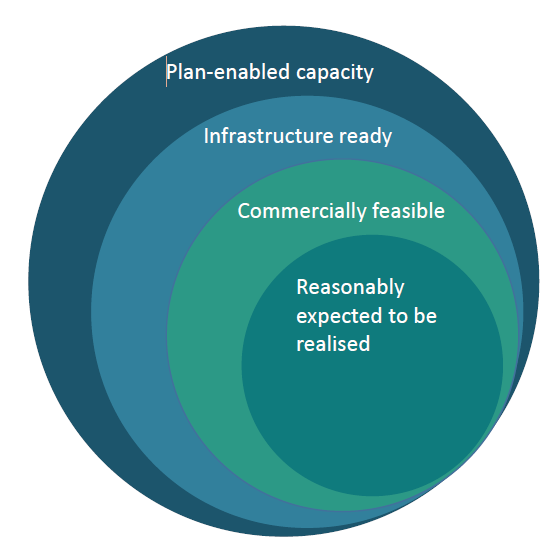 Plan-enabled capacity
Infrastructure ready
Commercially feasible
Reasonably
expected to be
realised